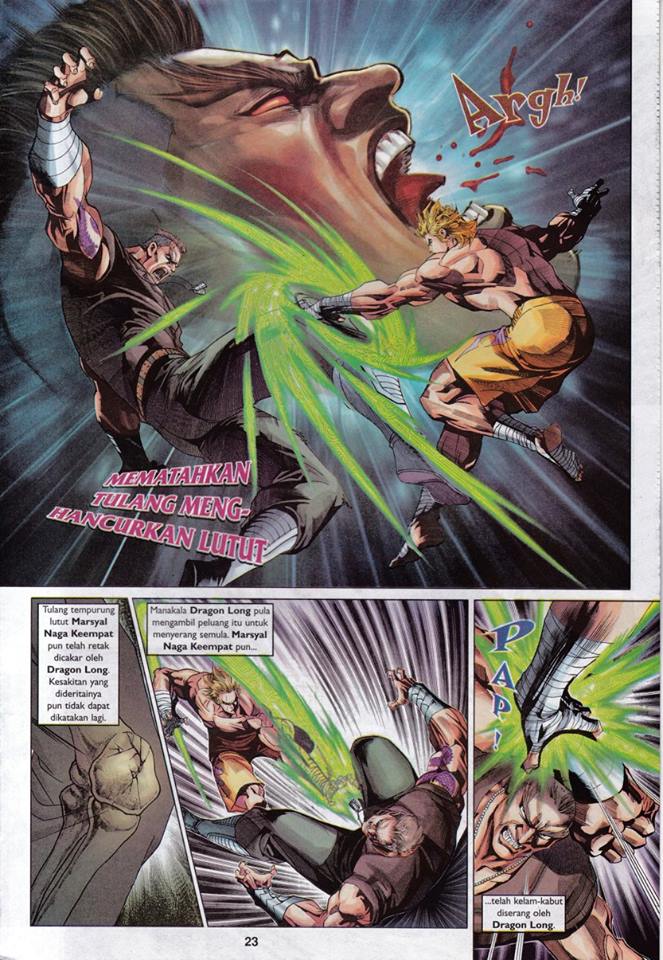 Argh!
MEMATAHKAN
TULANG MENG-
HANCURKAN LUTUT
Tulang tempurung
lutut Marsyal
Naga Keempat
pun telah retak
dicakar oleh
Dragon Long.
Kesakitan yang
dideritainya
pun tidak dapat
dikatakan lagi.
Manakala Dragon Long pula
mengambil peluang itu untuk
menyerang semula. Marsyal
Naga Keempat pun...
PAP!
...telah kelam-kabut
diserang oleh
Dragon Long.
23